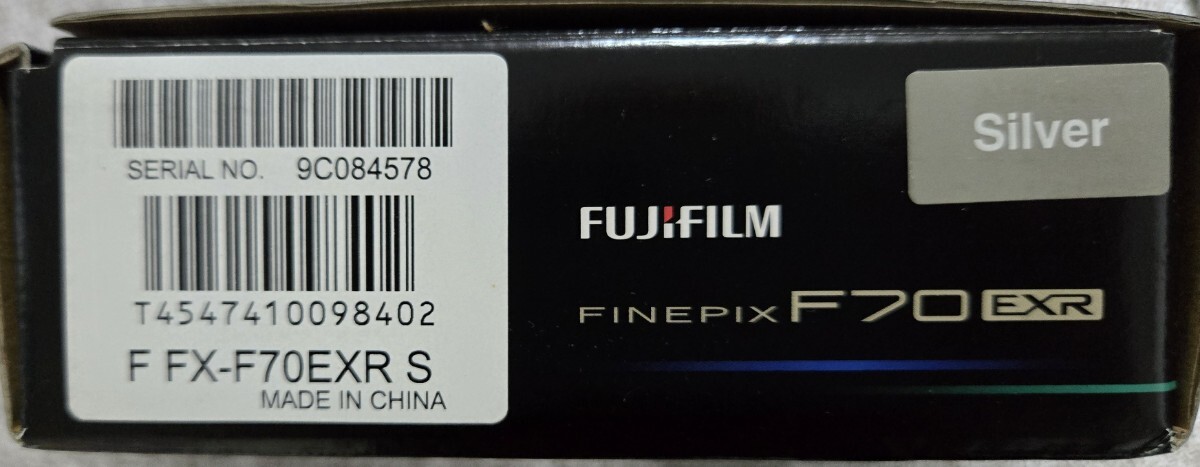 SERIAL NO. 9C084578
T4547410098402
F FX-F70EXR S
MADE IN CHINA
Silver
FUJIFILM
FINEPIX F70 EXR